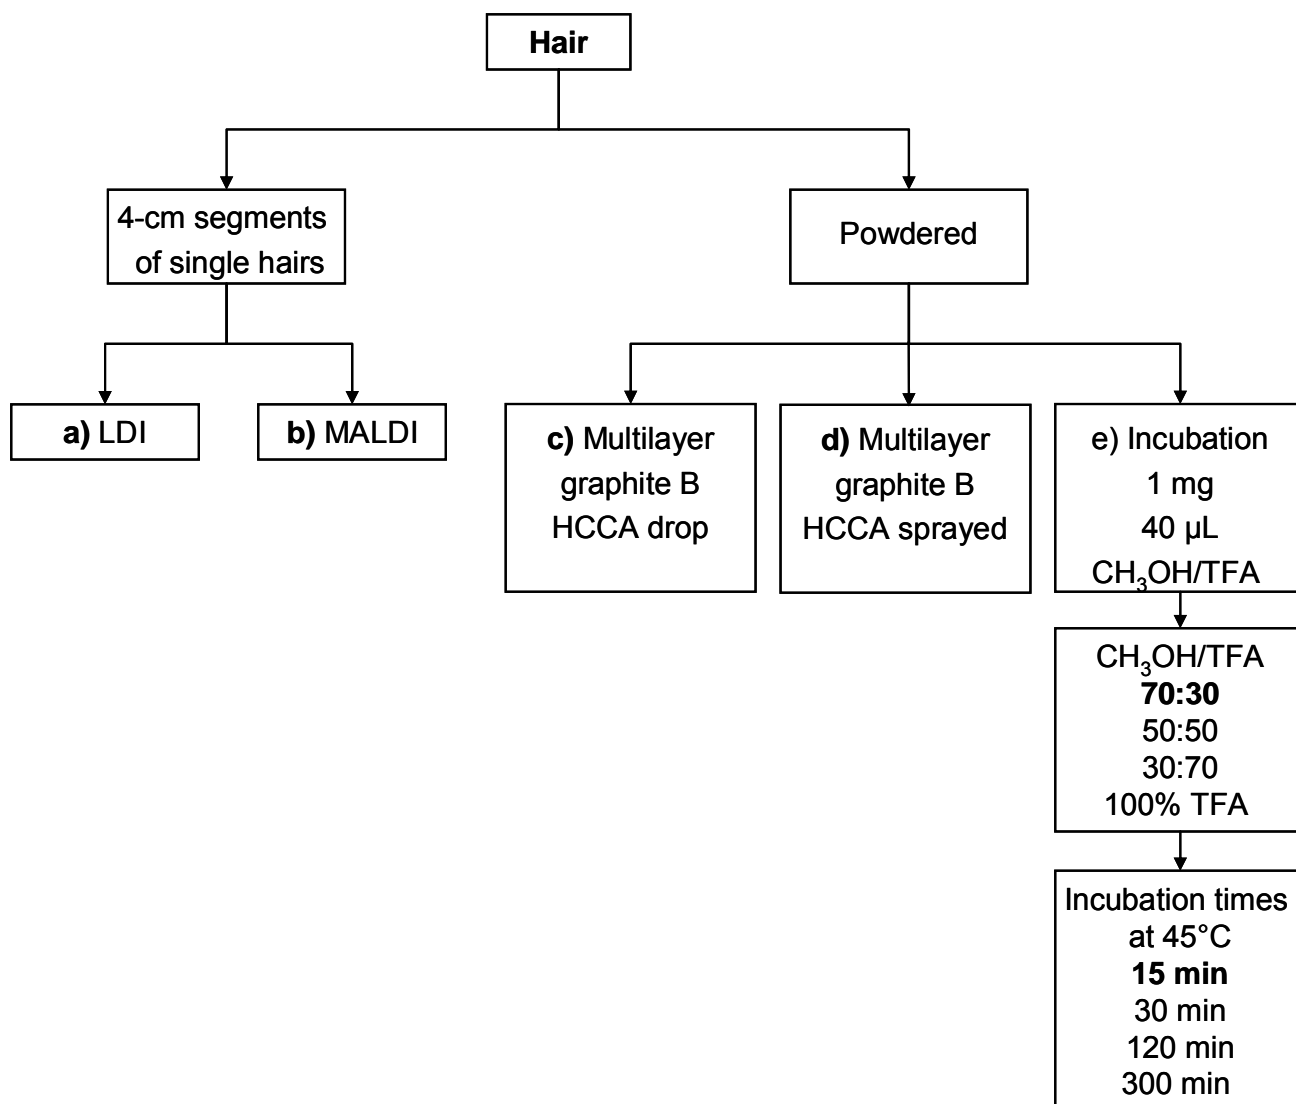 Hair
4-cm segments
of single hairs
Powdered
a) LDI
b) MALDI
c) Multilayer
graphite B
HCCA drop
d) Multilayer
graphite B
HCCA sprayed
e) Incubation
1 mg
40 µL
CH₃OH/TFA
CH₃OH/TFA
70:30
50:50
30:70
100% TFA
Incubation times
at 45°C
15 min
30 min
120 min
300 min